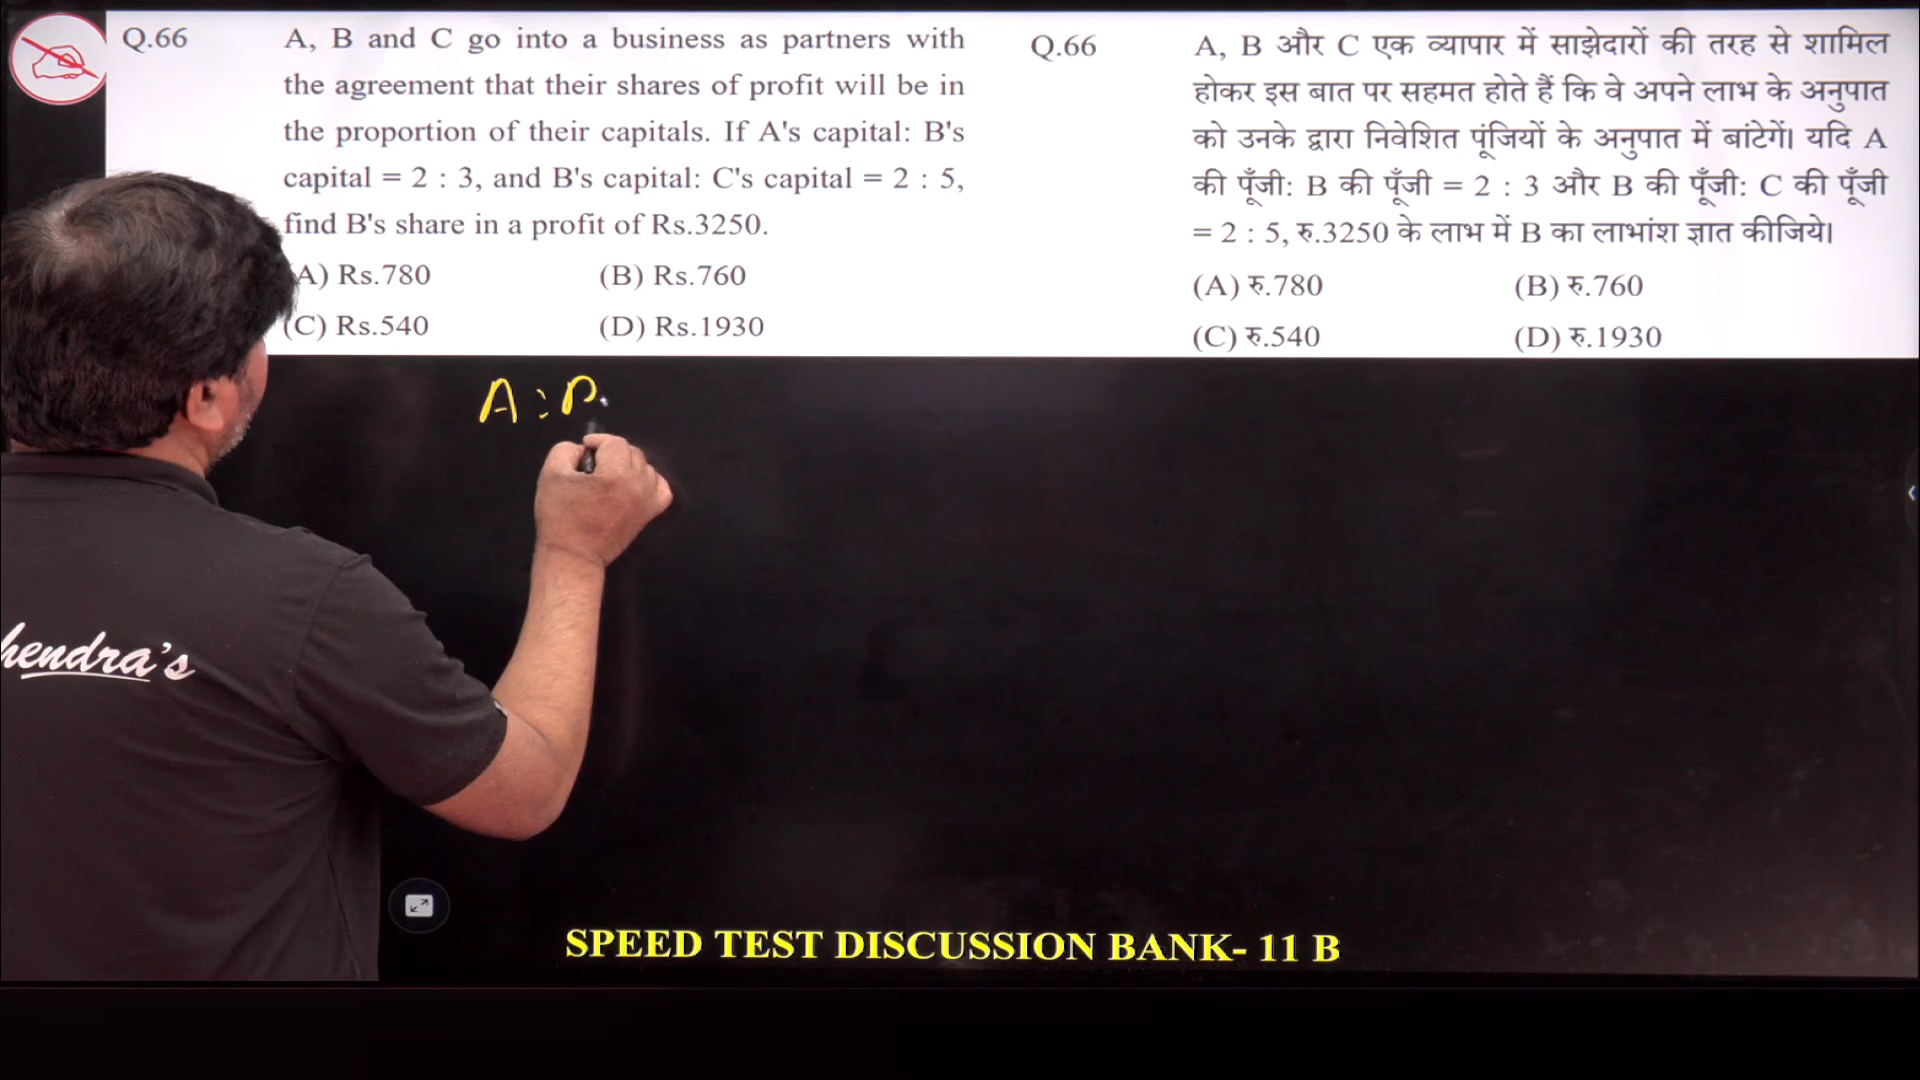 Q.66
A, B and C go into a business as partners with
the agreement that their shares of profit will be in
the proportion of their capitals. If A's capital: B's
capital = 2 : 3, and B's capital: C's capital = 2 : 5,
find B's share in a profit of Rs.3250.
A) Rs.780 (B) Rs.760
(C) Rs.540 (D) Rs.1930
Q.66
A, B और C एक व्यापार में साझेदारों की तरह से शामिल
होकर इस बात पर सहमत होते हैं कि वे अपने लाभ के अनुपात
को उनके द्वारा निवेशित पूंजियों के अनुपात में बांटेगें। यदि A
की पूँजी: B की पूँजी = 2 : 3 और B की पूँजी: C की पूँजी
= 2 : 5, रु.3250 के लाभ में B का लाभांश ज्ञात कीजिये।
(A) रु.780 (B) रु.760
(C) रु.540 (D) रु.1930
A :
hendra's
SPEED TEST DISCUSSION BANK- 11 B